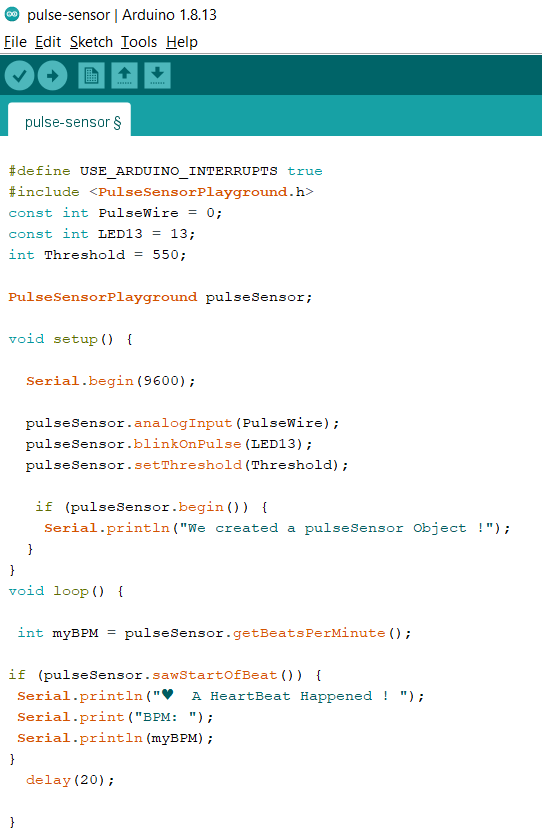 pulse-sensor | Arduino 1.8.13
File Edit Sketch Tools Help
pulse-sensor §
#define USE_ARDUINO_INTERRUPTS true
#include <PulseSensorPlayground.h>
const int PulseWire = 0;
const int LED13 = 13;
int Threshold = 550;
PulseSensorPlayground pulseSensor;
void setup() {
Serial.begin(9600);
pulseSensor.analogInput(PulseWire);
pulseSensor.blinkOnPulse(LED13);
pulseSensor.setThreshold(Threshold);
if (pulseSensor.begin()) {
Serial.println("We created a pulseSensor Object !");
}
}
void loop() {
int myBPM = pulseSensor.getBeatsPerMinute();
if (pulseSensor.sawStartOfBeat()) {
Serial.println("♥  A HeartBeat Happened ! ");
Serial.print("BPM: ");
Serial.println(myBPM);
}
delay(20);
}